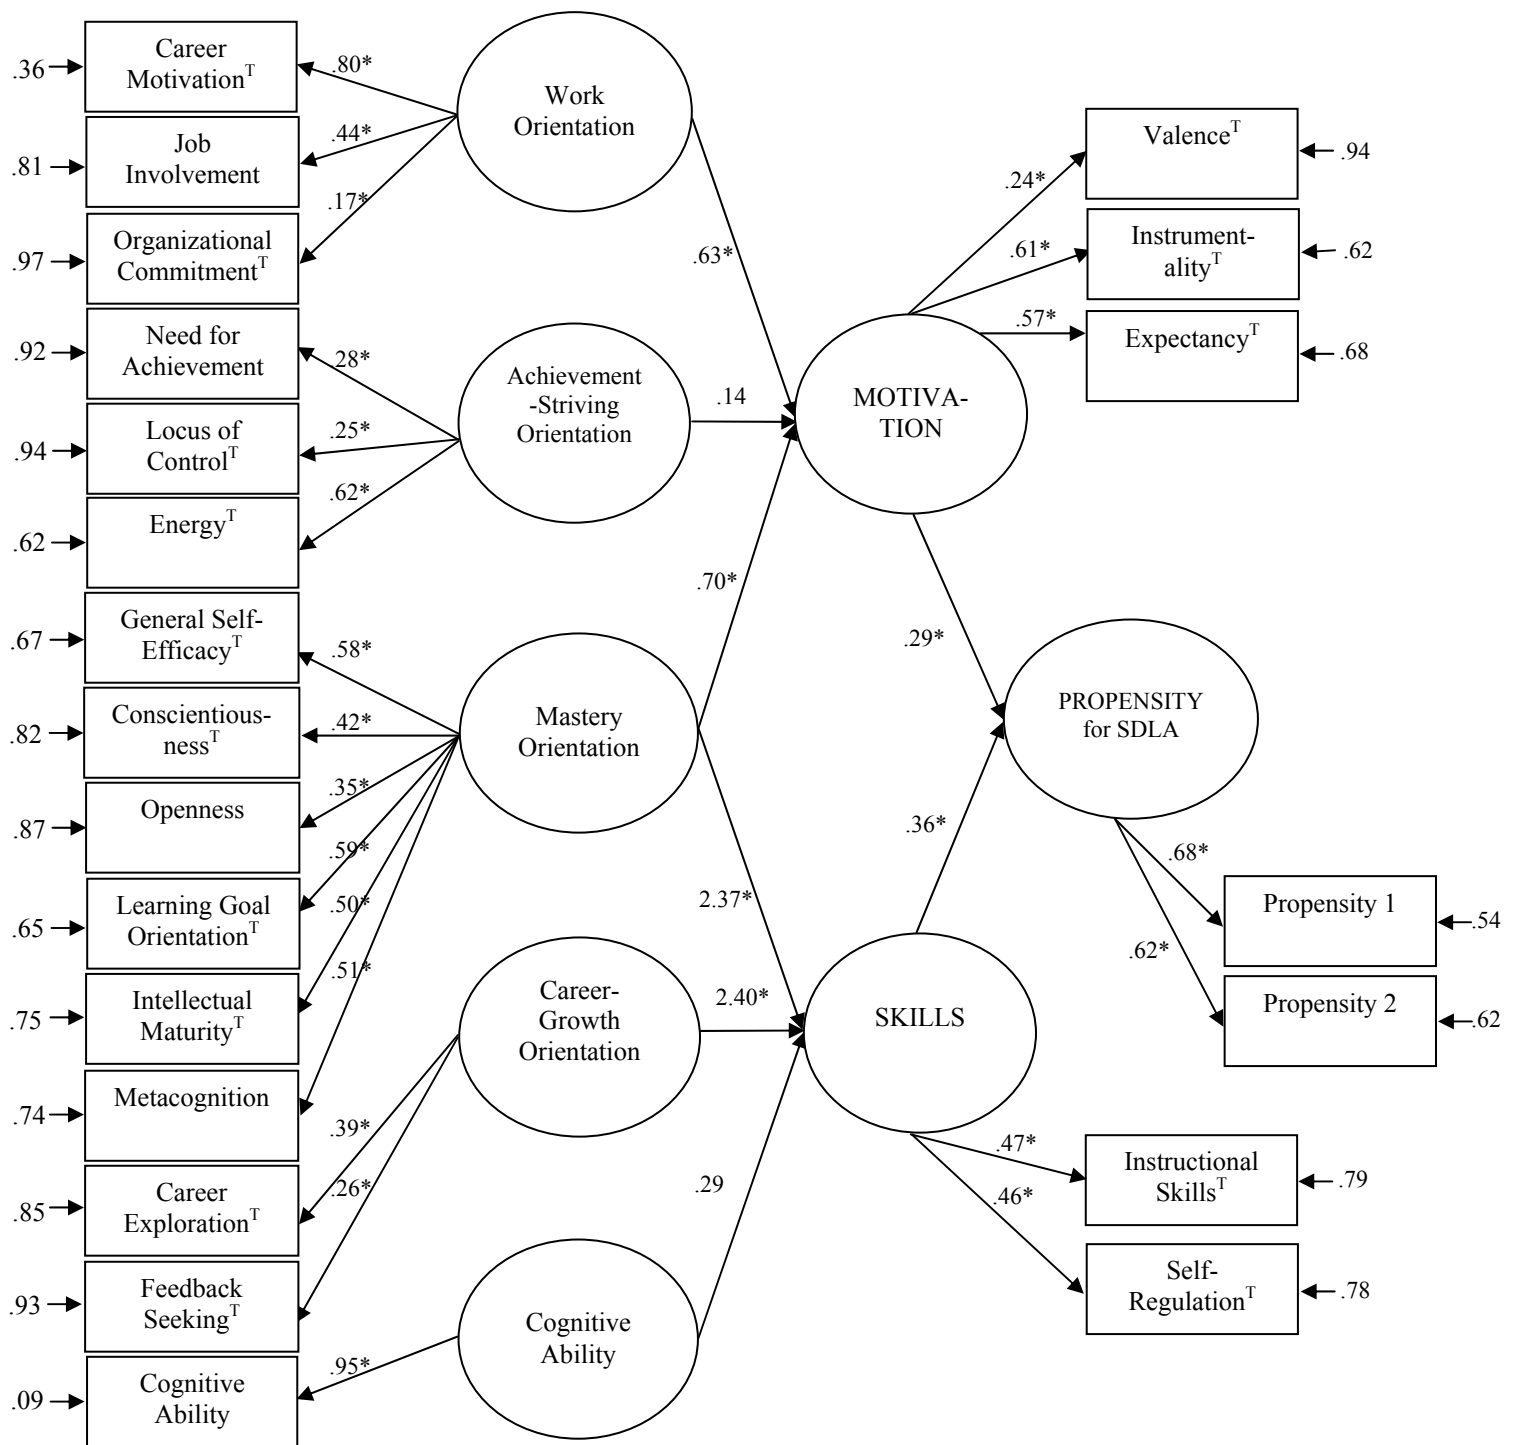 .36
Career
Motivation^T
.80*
.81
Job
Involvement
.44*
.97
Organizational
Commitment^T
.17*
.92
Need for
Achievement
.28*
.94
Locus of
Control^T
.25*
.62
Energy^T
.62*
.67
General Self-
Efficacy^T
.58*
.82
Conscientious-
ness^T
.42*
.87
Openness
.35*
.65
Learning Goal
Orientation^T
.59*
.75
Intellectual
Maturity^T
.50*
.74
Metacognition
.51*
.85
Career
Exploration^T
.39*
.93
Feedback
Seeking^T
.26*
.09
Cognitive
Ability
.95*
Work
Orientation
.63*
Achievement
-Striving
Orientation
.14
Mastery
Orientation
.70*
2.37*
Career-
Growth
Orientation
2.40*
Cognitive
Ability
.29
MOTIVA-
TION
.24*
Valence^T
.94
.61*
Instrument-
ality^T
.62
.57*
Expectancy^T
.68
.29*
PROPENSITY
for SDLA
.36*
.68*
Propensity 1
.54
.62*
Propensity 2
.62
SKILLS
.47*
Instructional
Skills^T
.79
.46*
Self-
Regulation^T
.78